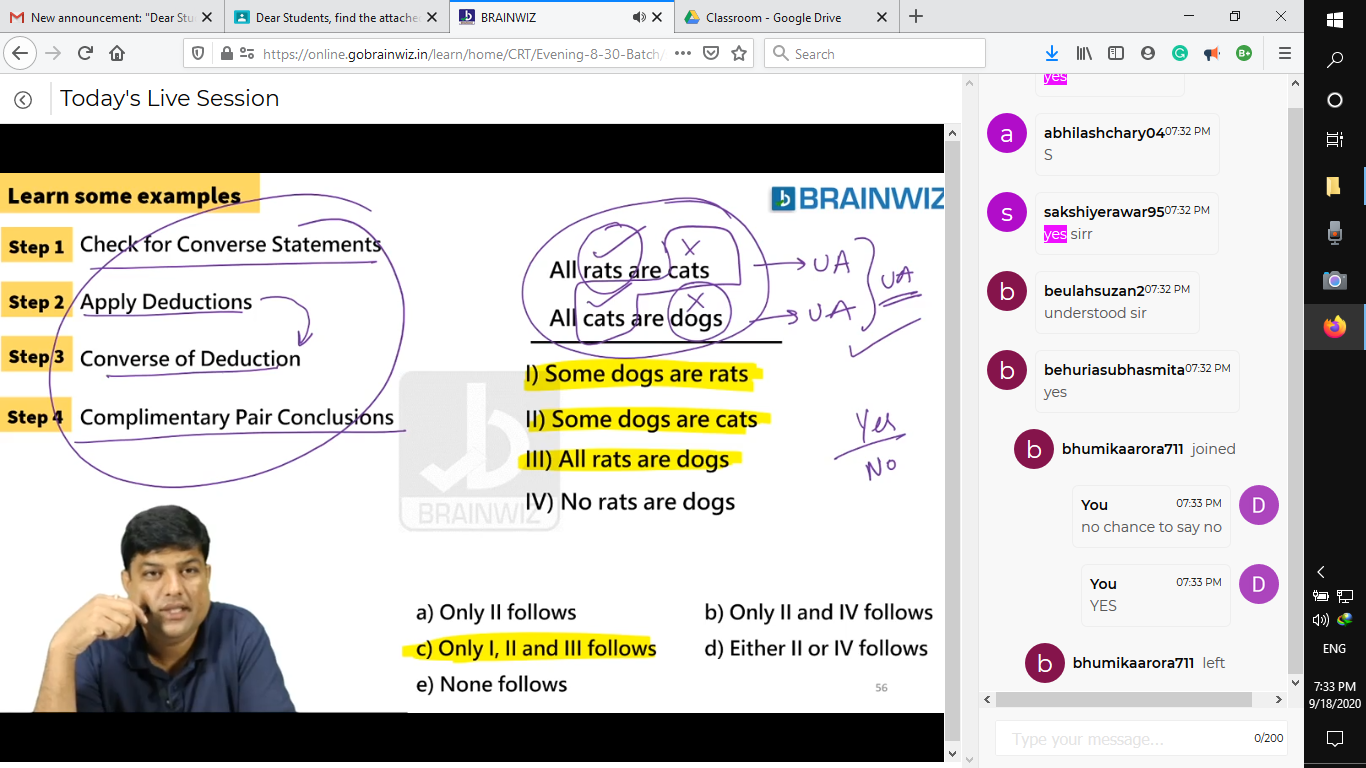 New announcement: "Dear Stu
Dear Students, find the attache
BRAINWIZ
Classroom - Google Drive
https://online.gobrainwiz.in/learn/home/CRT/Evening-8-30-Batch/
Search
Today's Live Session
Learn some examples
BRAINWIZ
Step 1 Check for Converse Statements
Step 2 Apply Deductions
Step 3 Converse of Deduction
Step 4 Complimentary Pair Conclusions
All rats are cats → UA
All cats are dogs → UA
UA
I) Some dogs are rats
II) Some dogs are cats
III) All rats are dogs
IV) No rats are dogs
Yes
No
BRAINWIZ
a) Only II follows
b) Only II and IV follows
c) Only I, II and III follows
d) Either II or IV follows
e) None follows
56
yes
a
abhilashchary04 07:32 PM
S
s
sakshiyerawar95 07:32 PM
yes sirr
b
beulahsuzan2 07:32 PM
understood sir
b
behuriasubhasmita 07:32 PM
yes
b
bhumikaarora711 joined
You 07:33 PM
no chance to say no
D
You 07:33 PM
YES
D
b
bhumikaarora711 left
Type your message...
0/200
ENG
7:33 PM
9/18/2020